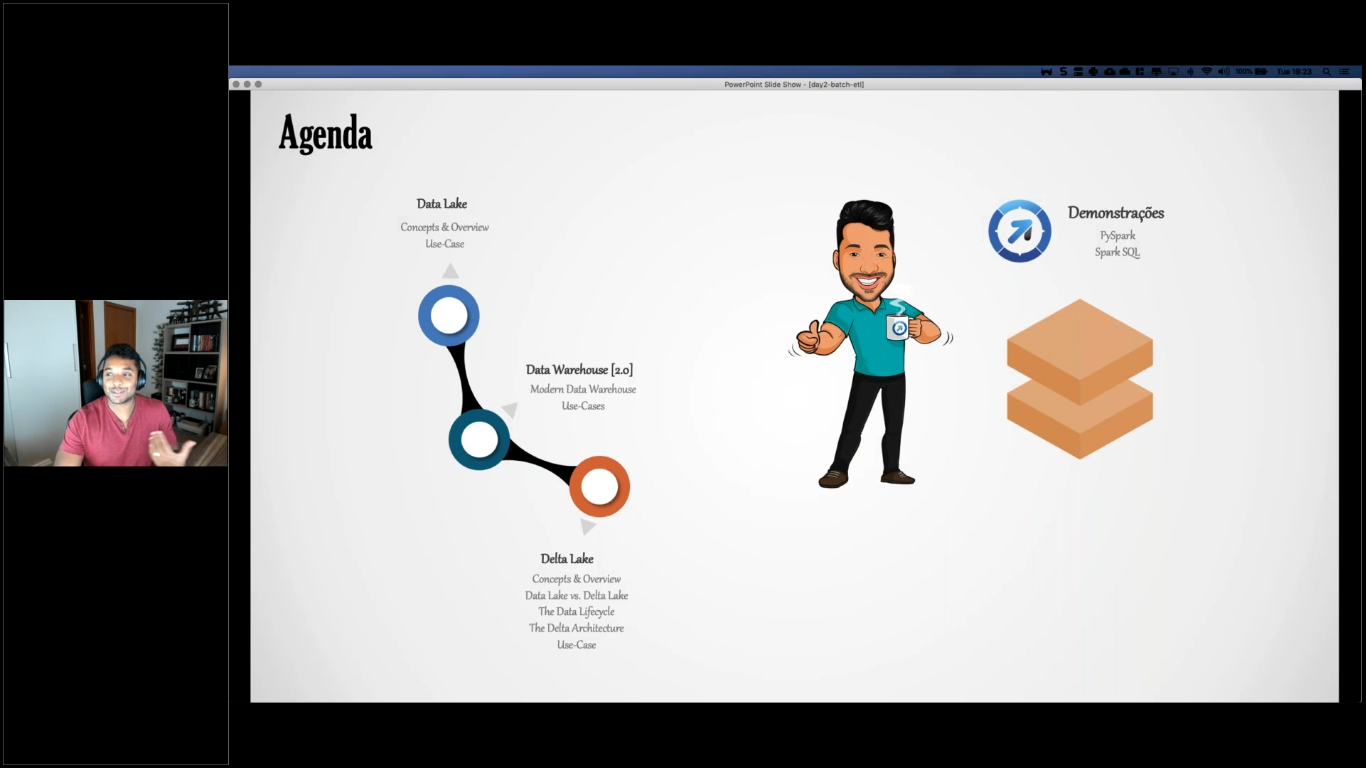 100%
Tue 19:23
PowerPoint Slide Show - [day2-batch-etl]
Agenda
Data Lake
Concepts & Overview
Use-Case
Data Warehouse [2.0]
Modern Data Warehouse
Use-Cases
Delta Lake
Concepts & Overview
Data Lake vs. Delta Lake
The Data Lifecycle
The Delta Architecture
Use-Case
Demonstrações
PySpark
Spark SQL